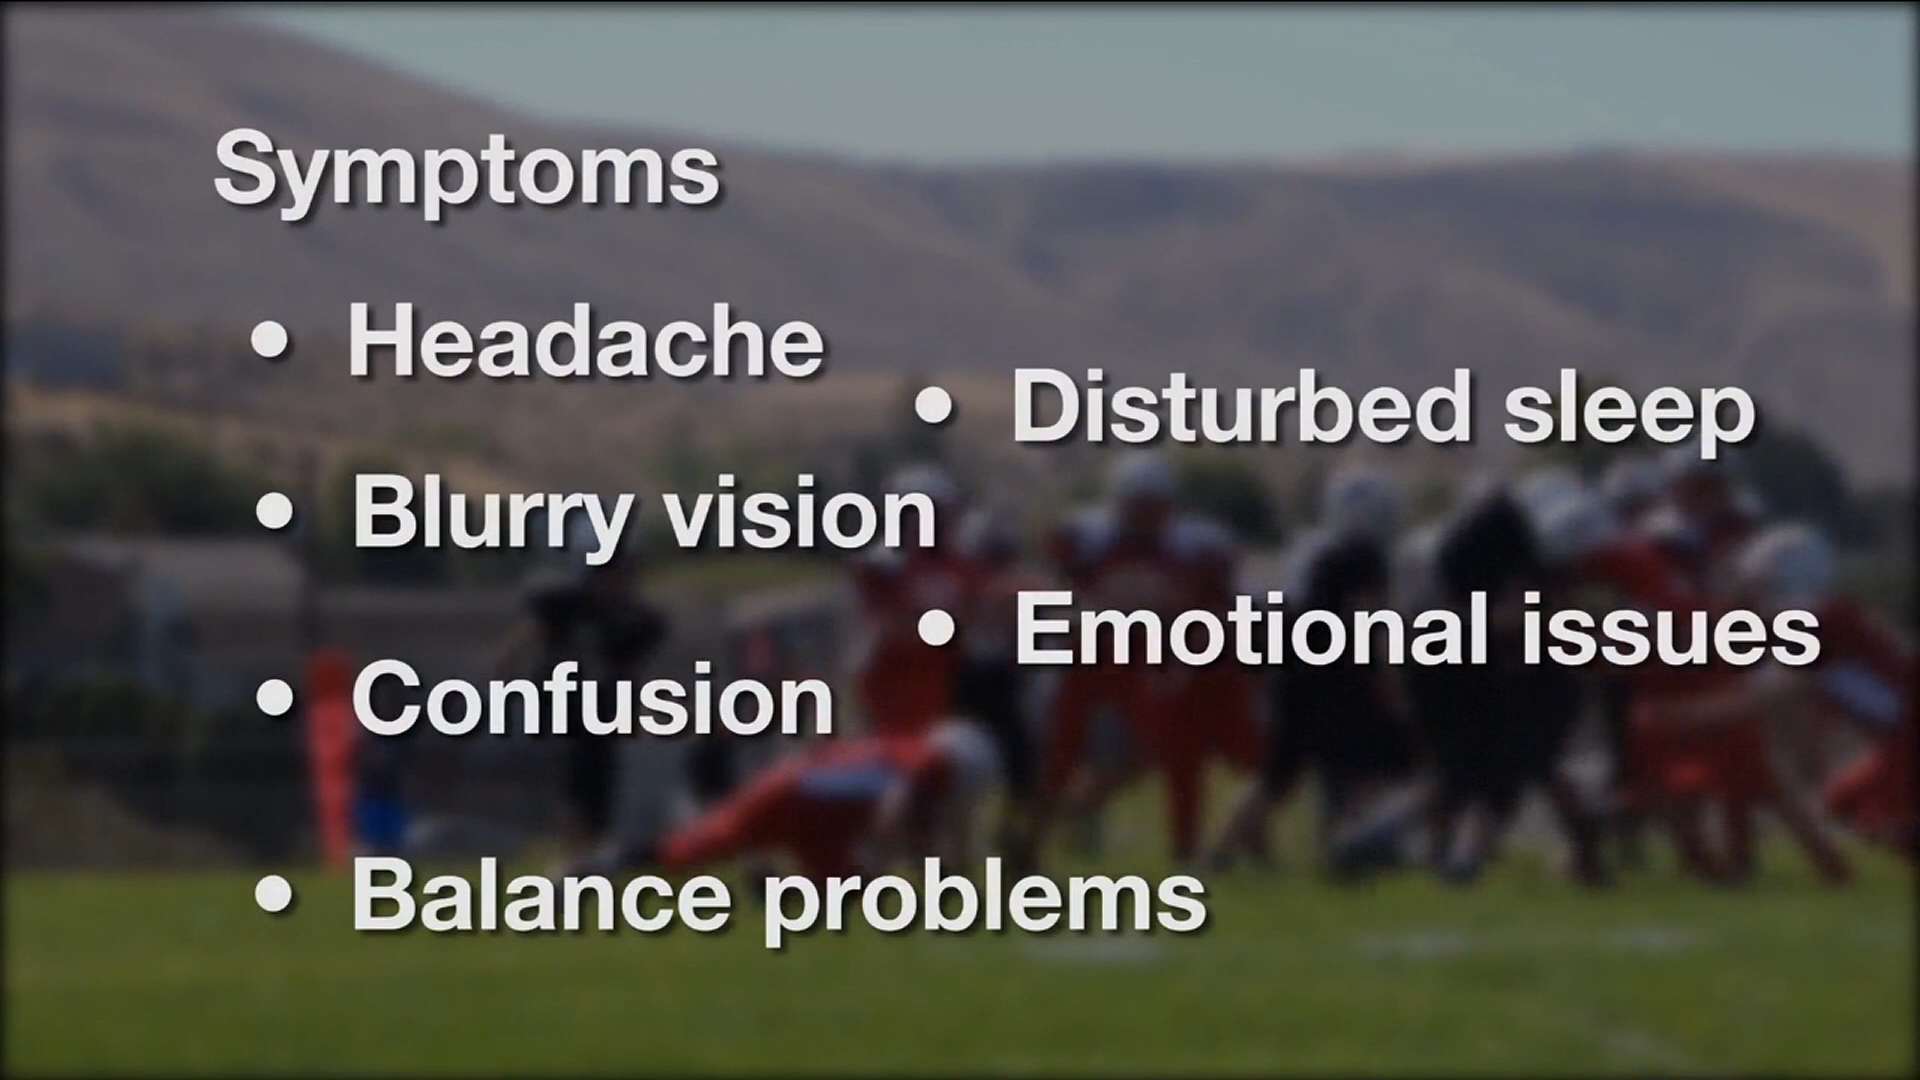 Symptoms
• Headache
• Blurry vision
• Confusion
• Balance problems
• Disturbed sleep
• Emotional issues